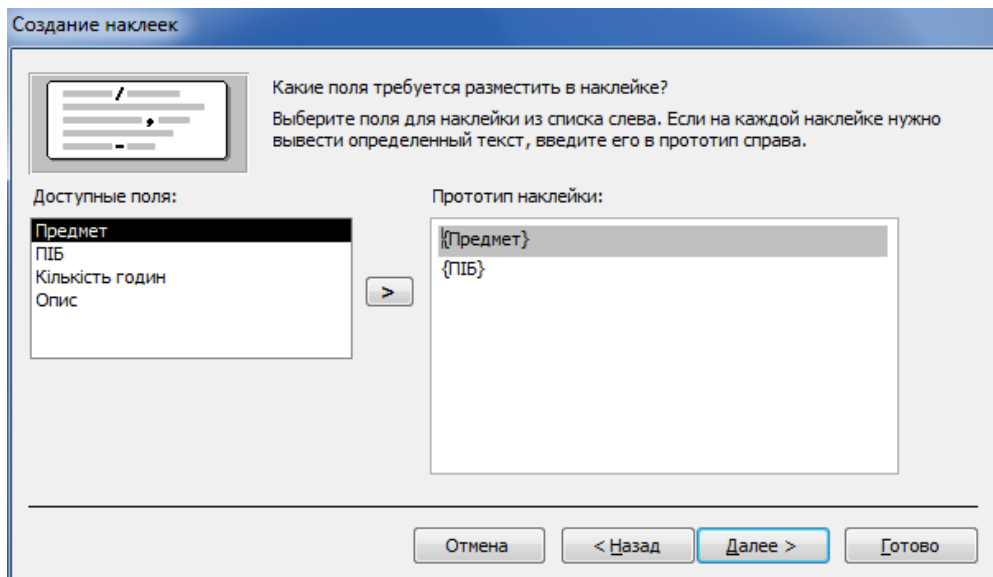 Создание наклеек
Какие поля требуется разместить в наклейке?
Выберите поля для наклейки из списка слева. Если на каждой наклейке нужно
вывести определенный текст, введите его в прототип справа.
Доступные поля:
Предмет
ПІБ
Кількість годин
Опис
>
Прототип наклейки:
{Предмет}
{ПІБ}
Отмена
< Назад
Далее >
Готово